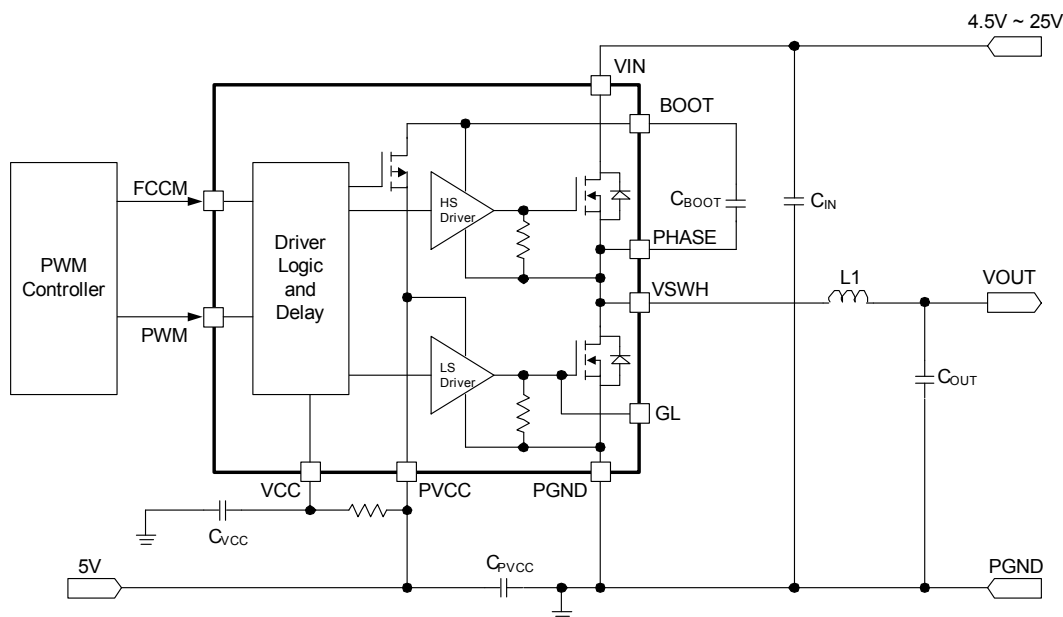 4.5V ~ 25V
VIN
BOOT
FCCM
HS
Driver
CBOOT
CIN
PWM
Controller
Driver
Logic
and
Delay
PHASE
L1
VOUT
VSWH
PWM
LS
Driver
COUT
GL
VCC
PVCC
PGND
CVCC
5V
CPVCC
PGND